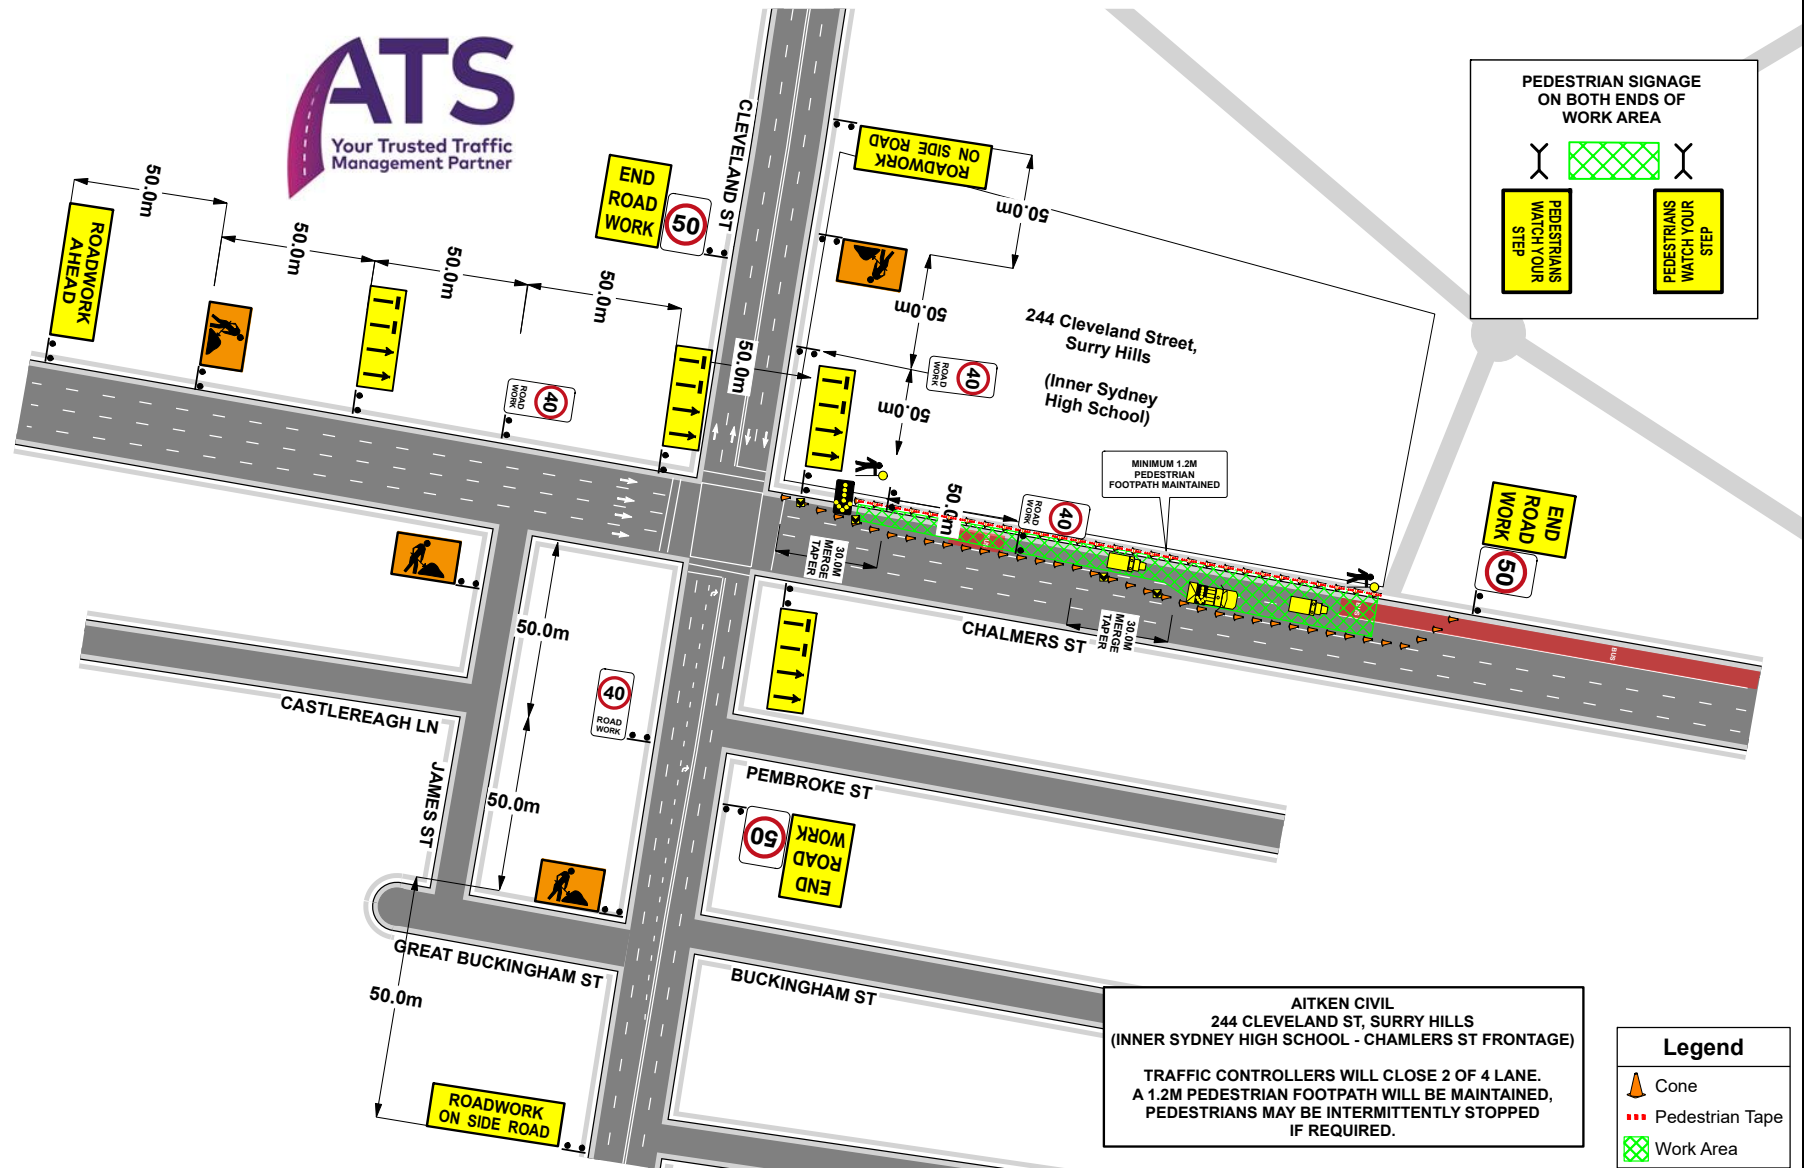 ATS
Your Trusted Traffic
Management Partner
CLEVELAND ST
END
ROAD
WORK
50
ROADWORK
ON SIDE ROAD
50.0m
PEDESTRIAN SIGNAGE
ON BOTH ENDS OF
WORK AREA
PEDESTRIANS
WATCH YOUR
STEP
PEDESTRIANS
WATCH YOUR
STEP
50.0m
50.0m
50.0m
50.0m
ROADWORK
AHEAD
40
ROAD
WORK
50.0m
50.0m
50.0m
40
ROAD
WORK
244 Cleveland Street,
Surry Hills
(Inner Sydney
High School)
MINIMUM 1.2M
PEDESTRIAN
FOOTPATH MAINTAINED
50.0m
40
ROAD
WORK
END
ROAD
WORK
50
30.0M
MERGE
TAPER
30.0M
MERGE
TAPER
BUS
BUS
CHALMERS ST
50.0m
40
ROAD
WORK
CASTLEREAGH LN
JAMES ST
50.0m
PEMBROKE ST
50
END
ROAD
WORK
GREAT BUCKINGHAM ST
BUCKINGHAM ST
50.0m
ROADWORK
ON SIDE ROAD
AITKEN CIVIL
244 CLEVELAND ST, SURRY HILLS
(INNER SYDNEY HIGH SCHOOL - CHAMLERS ST FRONTAGE)
TRAFFIC CONTROLLERS WILL CLOSE 2 OF 4 LANE.
A 1.2M PEDESTRIAN FOOTPATH WILL BE MAINTAINED,
PEDESTRIANS MAY BE INTERMITTENTLY STOPPED
IF REQUIRED.
Legend
Cone
Pedestrian Tape
Work Area